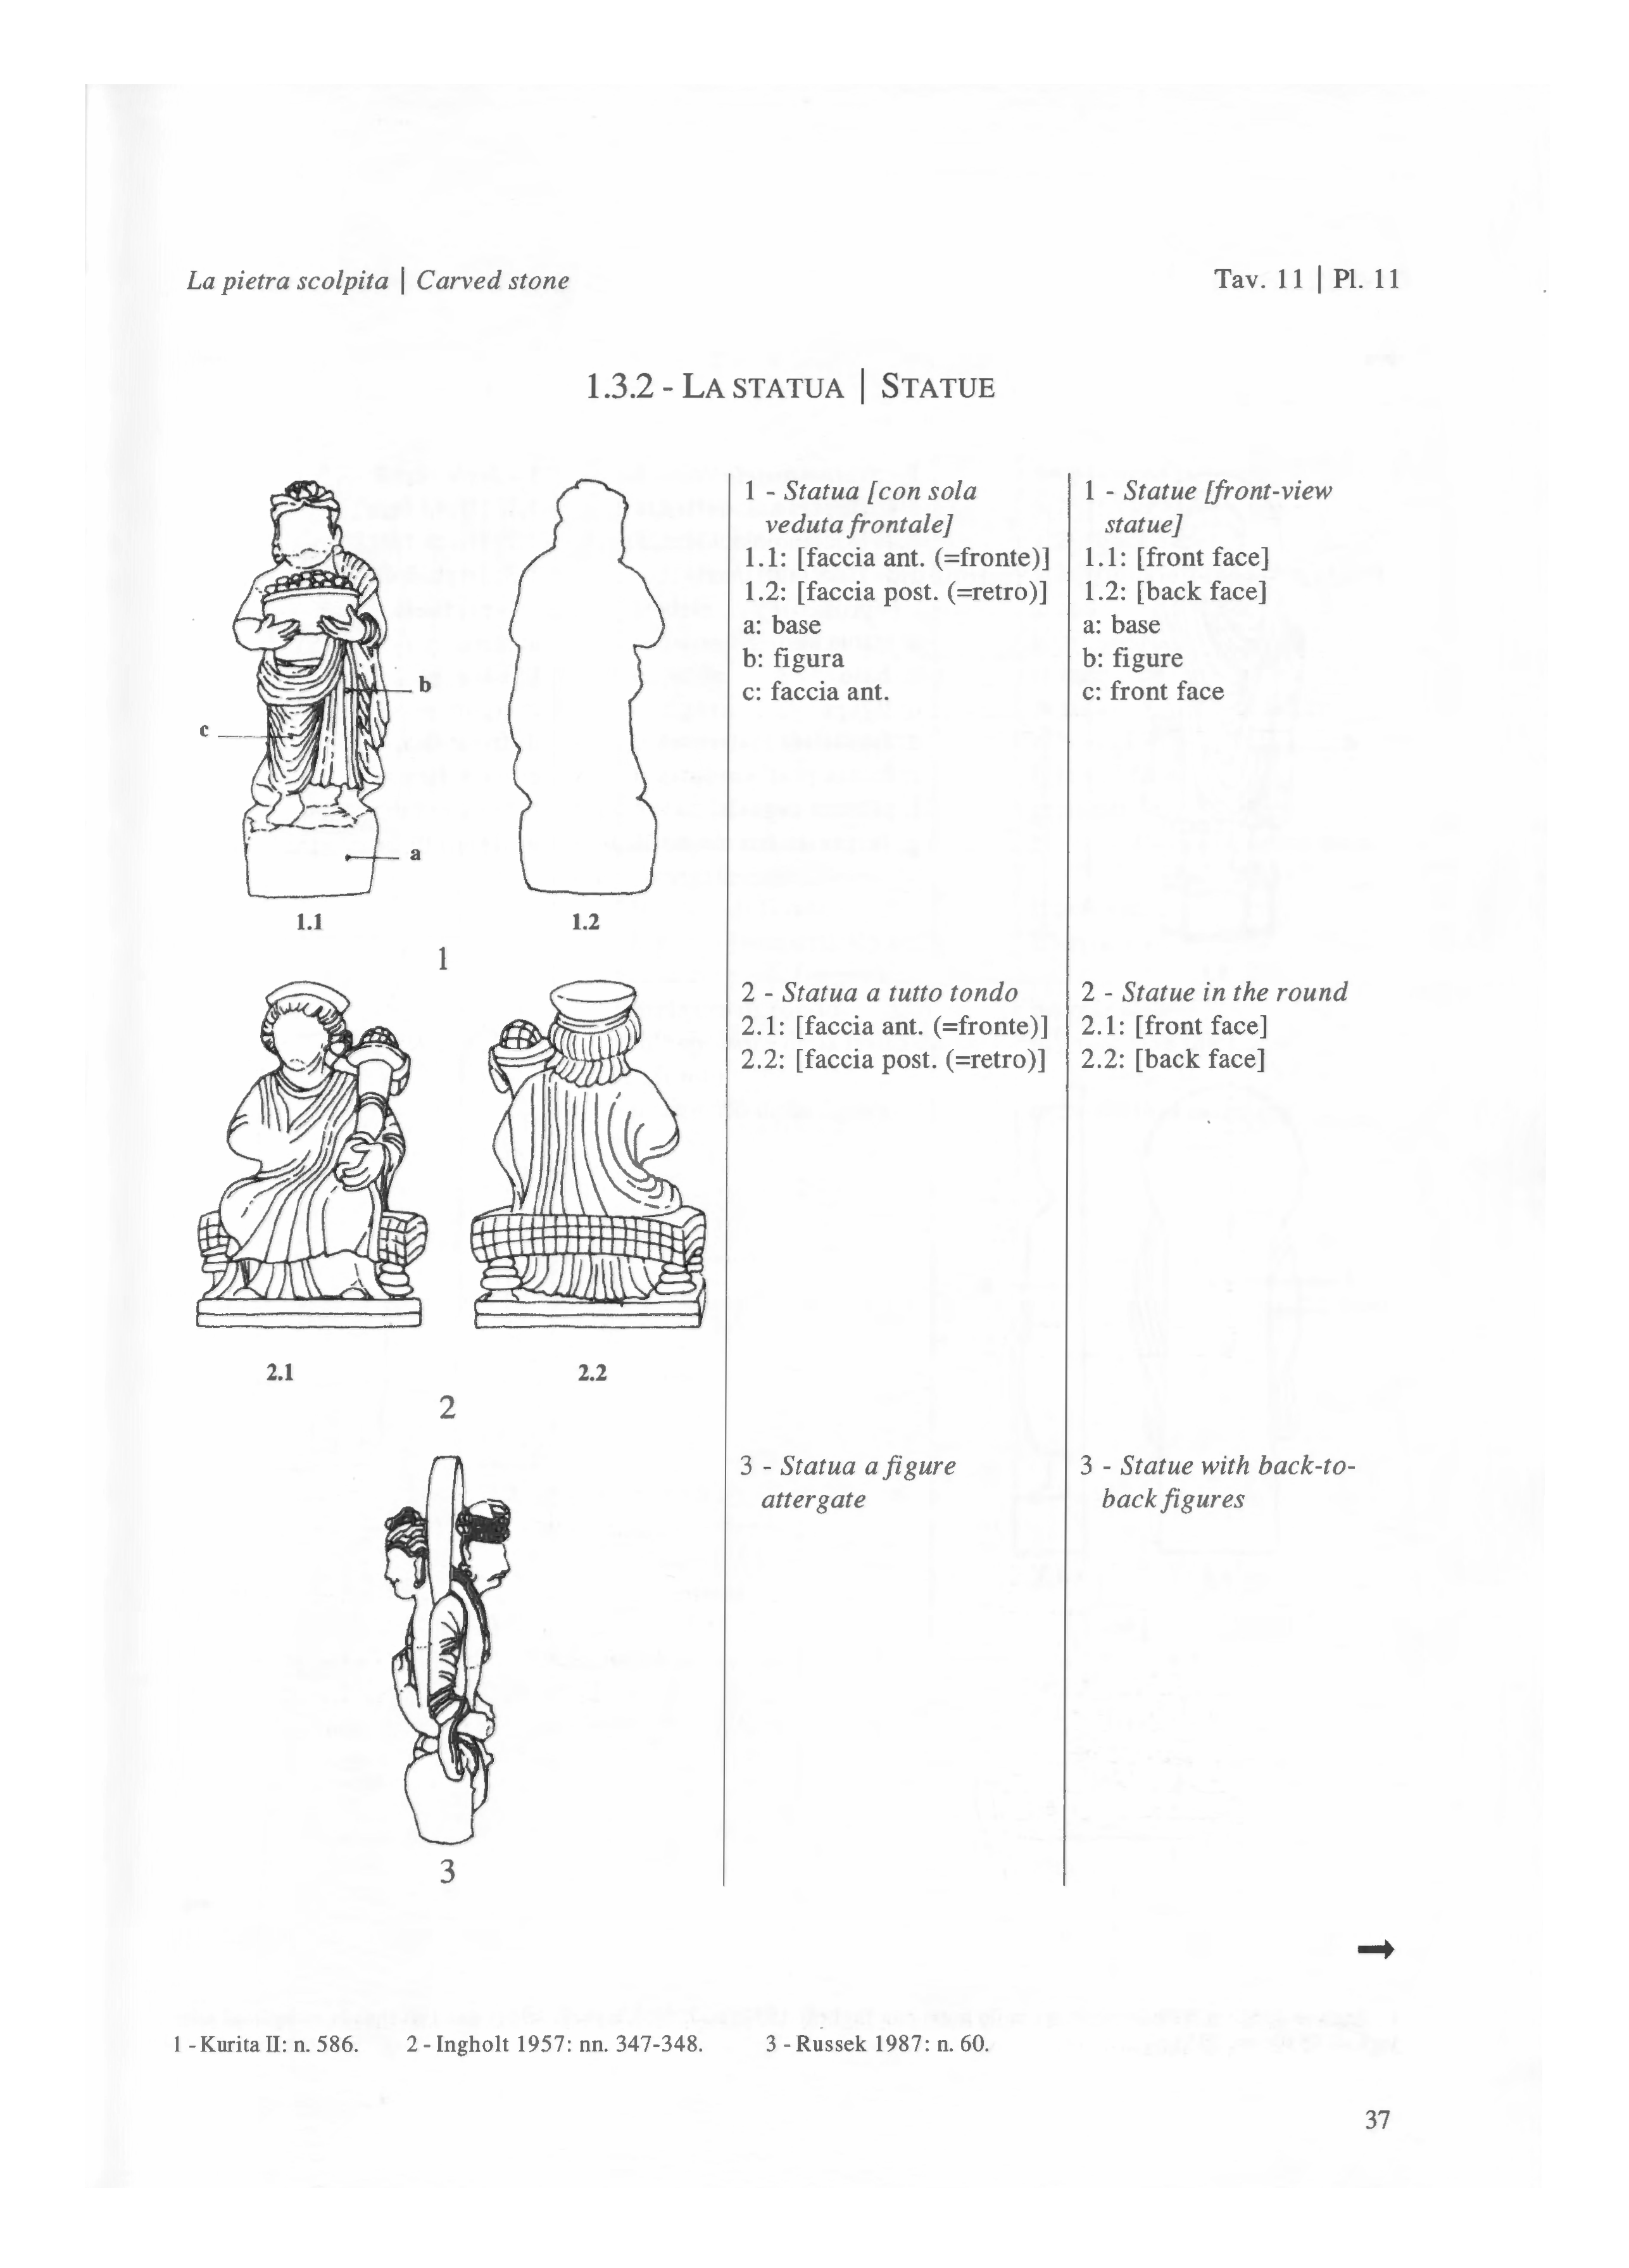 La pietra scolpita | Carved stone
Tav. 11 | Pl. 11
1.3.2 - LA STATUA | STATUE
b
c
a
1.1
1.2
1
2.1
2.2
2
3
1 - Statua [con sola
veduta frontale]
1.1: [faccia ant. (=fronte)]
1.2: [faccia post. (=retro)]
a: base
b: figura
c: faccia ant.
2 - Statua a tutto tondo
2.1: [faccia ant. (=fronte)]
2.2: [faccia post. (=retro)]
3 - Statua a figure
attergate
1 - Statue [front-view
statue]
1.1: [front face]
1.2: [back face]
a: base
b: figure
c: front face
2 - Statue in the round
2.1: [front face]
2.2: [back face]
3 - Statue with back-to-
back figures
1 - Kurita II: n. 586. 2 - Ingholt 1957: nn. 347-348. 3 - Russek 1987: n. 60.
37